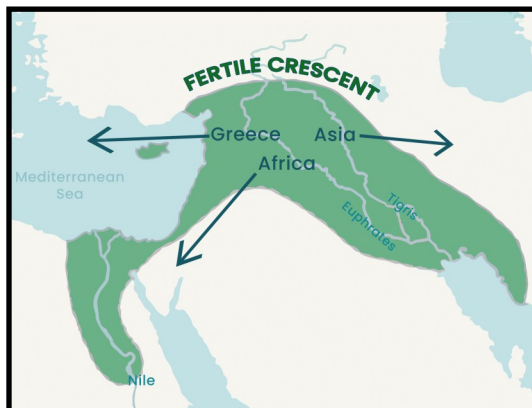 FERTILE CRESCENT
Greece
Asia
Africa
Mediterranean
Sea
Tigris
Euphrates
Nile